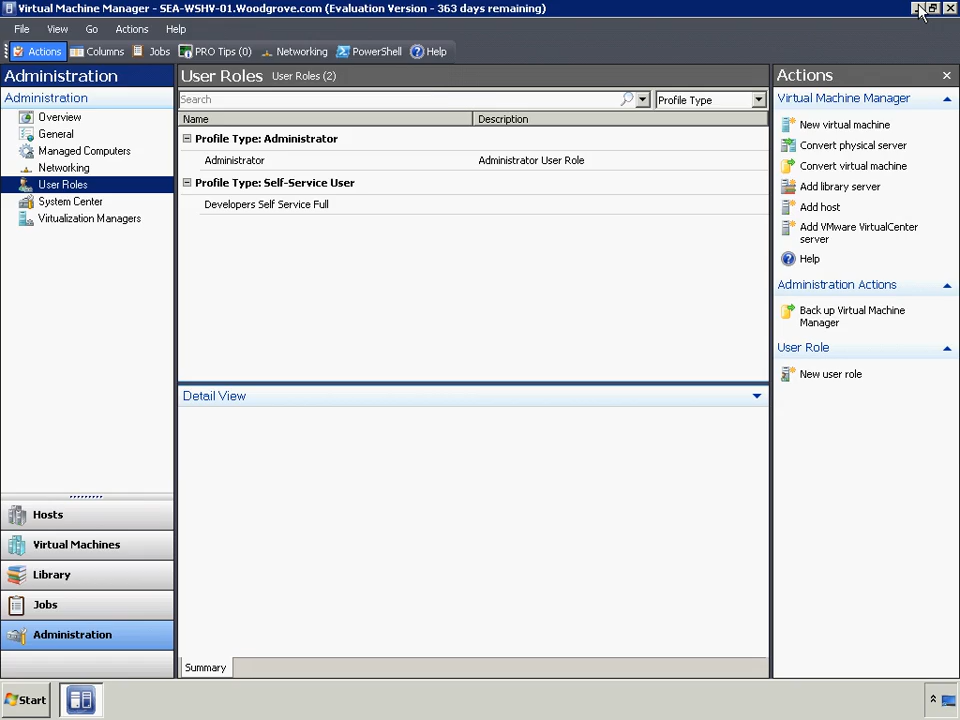 Virtual Machine Manager - SEA-WSHV-01.Woodgrove.com (Evaluation Version - 363 days remaining)
File View Go Actions Help
Actions Columns Jobs PRO Tips (0) Networking PowerShell Help
Administration
Administration
Overview
General
Managed Computers
Networking
User Roles
System Center
Virtualization Managers
Hosts
Virtual Machines
Library
Jobs
Administration
User Roles User Roles (2)
Search
Profile Type
Name Description
Profile Type: Administrator
Administrator Administrator User Role
Profile Type: Self-Service User
Developers Self Service Full
Detail View
Summary
Actions
Virtual Machine Manager
New virtual machine
Convert physical server
Convert virtual machine
Add library server
Add host
Add VMware VirtualCenter
server
Help
Administration Actions
Back up Virtual Machine
Manager
User Role
New user role
Start